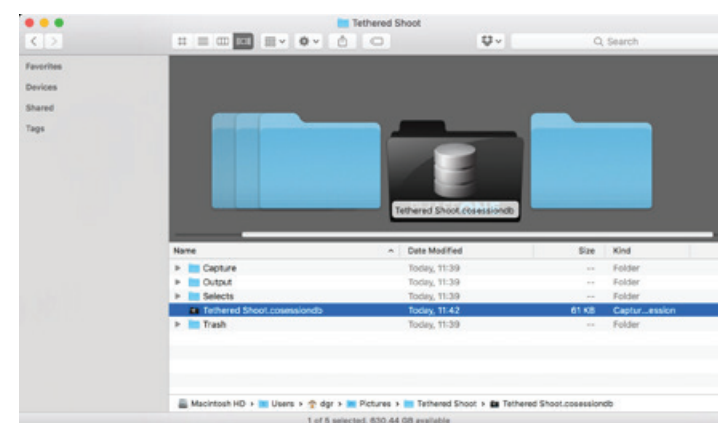 Tethered Shoot
Search
Favorites
Devices
Shared
Tags
Tethered Shoot.cosessiondb
Name Date Modified Size Kind
Capture Today, 11:39 -- Folder
Output Today, 11:39 -- Folder
Selects Today, 11:39 -- Folder
Tethered Shoot.cosessiondb Today, 11:42 61 KB Captur...ession
Trash Today, 11:39 -- Folder
Macintosh HD Users dgr Pictures Tethered Shoot Tethered Shoot.cosessiondb
1 of 5 selected, 630.44 GB available